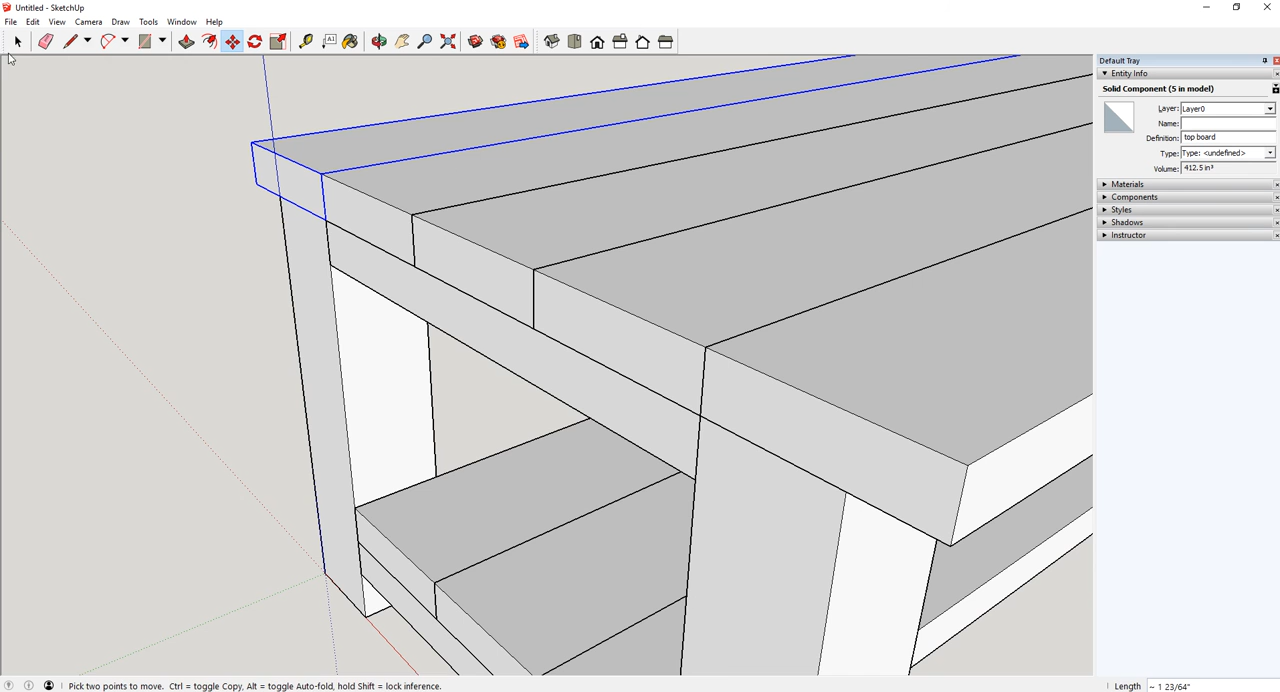 Untitled - SketchUp
File Edit View Camera Draw Tools Window Help
A1
Default Tray
Entity Info
Solid Component (5 in model)
Layer: Layer0
Name:
Definition: top board
Type: Type: <undefined>
Volume: 412.5 in³
Materials
Components
Styles
Shadows
Instructor
Pick two points to move. Ctrl = toggle Copy, Alt = toggle Auto-fold, hold Shift = lock inference.
Length ~ 1 23/64"